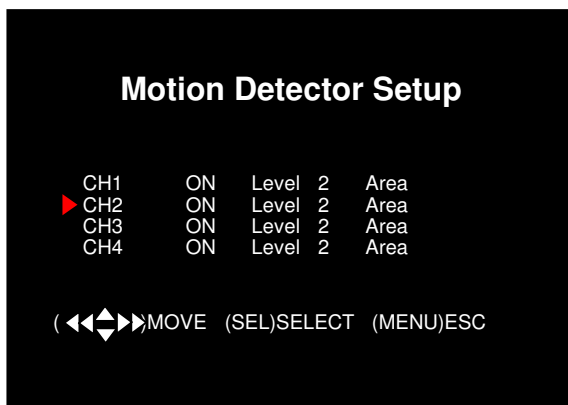 Motion Detector Setup
CH1 ON Level 2 Area
CH2 ON Level 2 Area
CH3 ON Level 2 Area
CH4 ON Level 2 Area
( )MOVE (SEL)SELECT (MENU)ESC